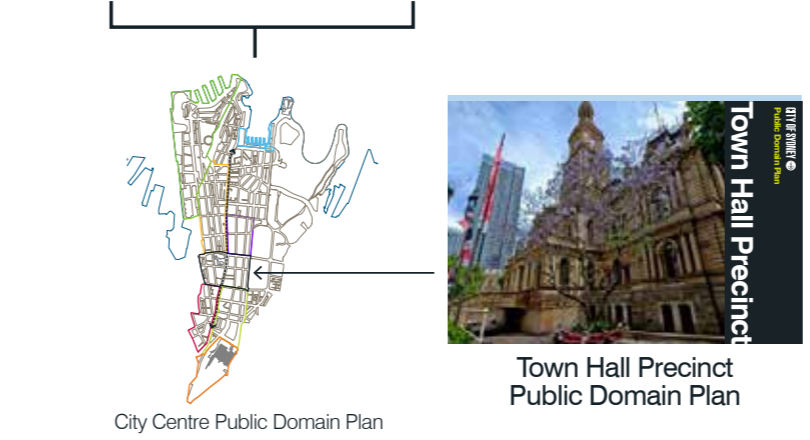 CITY OF SYDNEY
Public Domain Plan
Town Hall Precinct
Town Hall Precinct
Public Domain Plan
City Centre Public Domain Plan